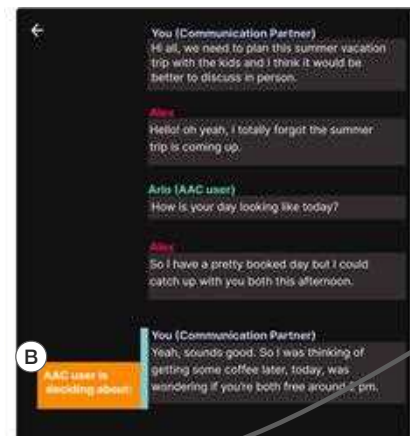 You (Communication Partner)
Hi all, we need to plan this summer vacation
trip with the kids and I think it would be
better to discuss in person.
Alex
Hello! oh yeah, I totally forgot the summer
trip is coming up.
Arlo (AAC user)
How is your day looking like today?
Alex
So I have a pretty booked day but I could
catch up with you both this afternoon.
You (Communication Partner)
Yeah, sounds good. So I was thinking of
getting some coffee later, today, was
wondering if you're both free around pm.
B
AAC user is
deciding about: